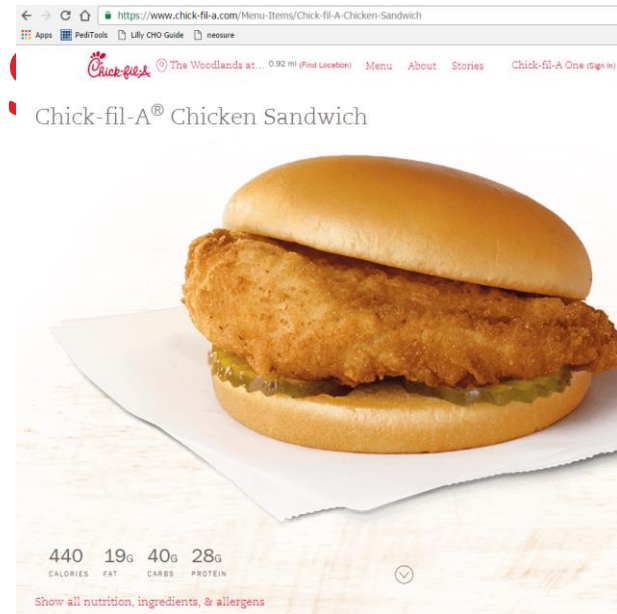 https://www.chick-fil-a.com/Menu-Items/Chick-fil-A-Chicken-Sandwich
Apps PediTools Lilly CHO Guide neosure
Chick-fil-A The Woodlands at... 0.92 mi (Find Location) Menu About Stories Chick-fil-A One (Sign In)
Chick-fil-A® Chicken Sandwich
440 19G 40G 28G
CALORIES FAT CARBS PROTEIN
Show all nutrition, ingredients, & allergens